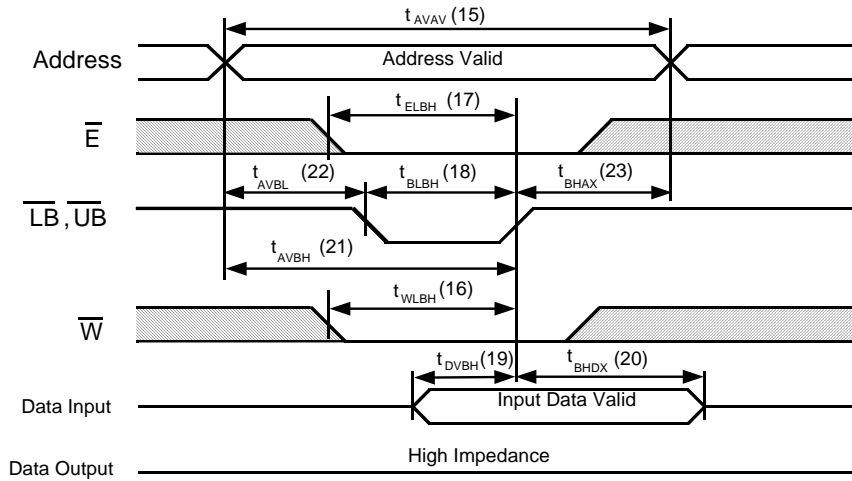 t AVAV (15)
Address
Address Valid
t ELBH (17)
E
t AVBL (22)
t BLBH (18)
t BHAX (23)
LB , UB
t AVBH (21)
t WLBH (16)
W
t DVBH (19)
t BHDX (20)
Data Input
Input Data Valid
Data Output
High Impedance